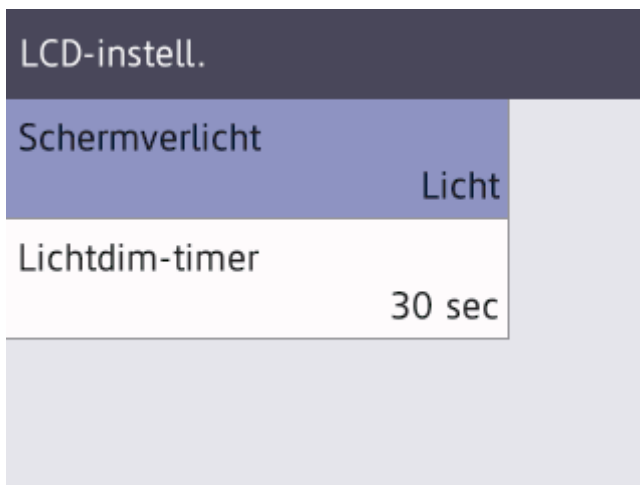 LCD-instell.
Schermverlicht
Licht
Lichtdim-timer
30 sec